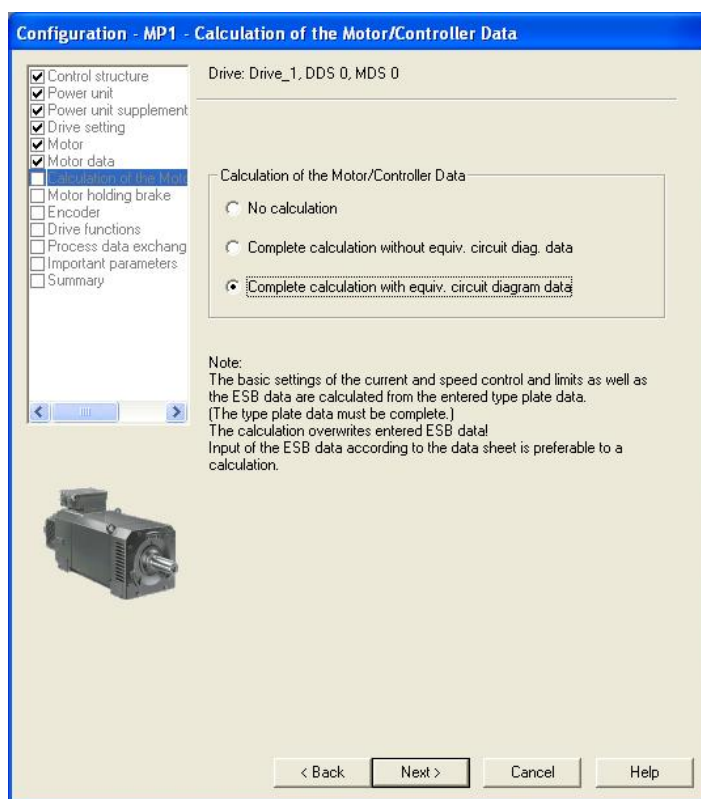 Configuration - MP1 - Calculation of the Motor/Controller Data
Control structure
Power unit
Power unit supplement
Drive setting
Motor
Motor data
Calculation of the Moto
Motor holding brake
Encoder
Drive functions
Process data exchang
Important parameters
Summary
Drive: Drive_1, DDS 0, MDS 0
Calculation of the Motor/Controller Data
No calculation
Complete calculation without equiv. circuit diag. data
Complete calculation with equiv. circuit diagram data
Note:
The basic settings of the current and speed control and limits as well as
the ESB data are calculated from the entered type plate data.
(The type plate data must be complete.)
The calculation overwrites entered ESB data!
Input of the ESB data according to the data sheet is preferable to a
calculation.
< Back Next > Cancel Help